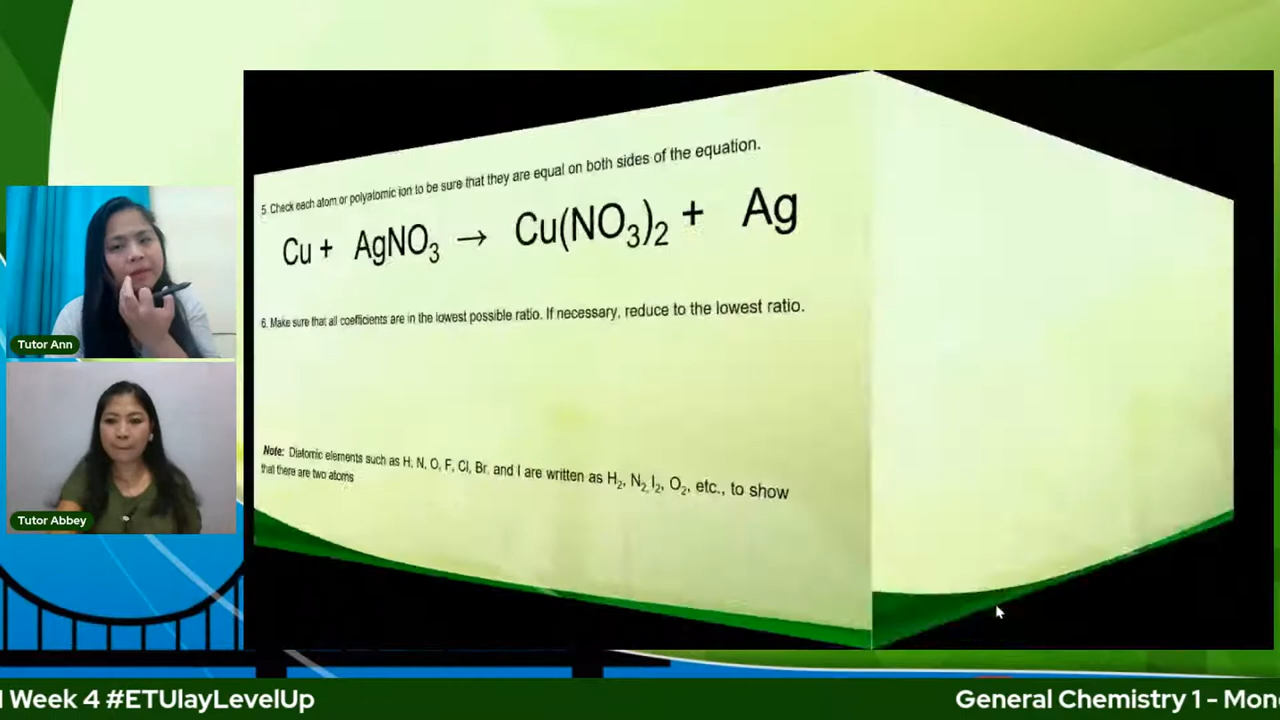 5. Check each atom or polyatomic ion to be sure that they are equal on both sides of the equation.
Cu + AgNO₃ → Cu(NO₃)₂ + Ag
6. Make sure that all coefficients are in the lowest possible ratio. If necessary, reduce to the lowest ratio.
Note: Diatomic elements such as H, N, O, F, Cl, Br, and I are written as H₂, N₂, I₂, O₂, etc., to show
that there are two atoms
Tutor Ann
Tutor Abbey
Week 4 #ETUlayLevelUp
General Chemistry 1 -